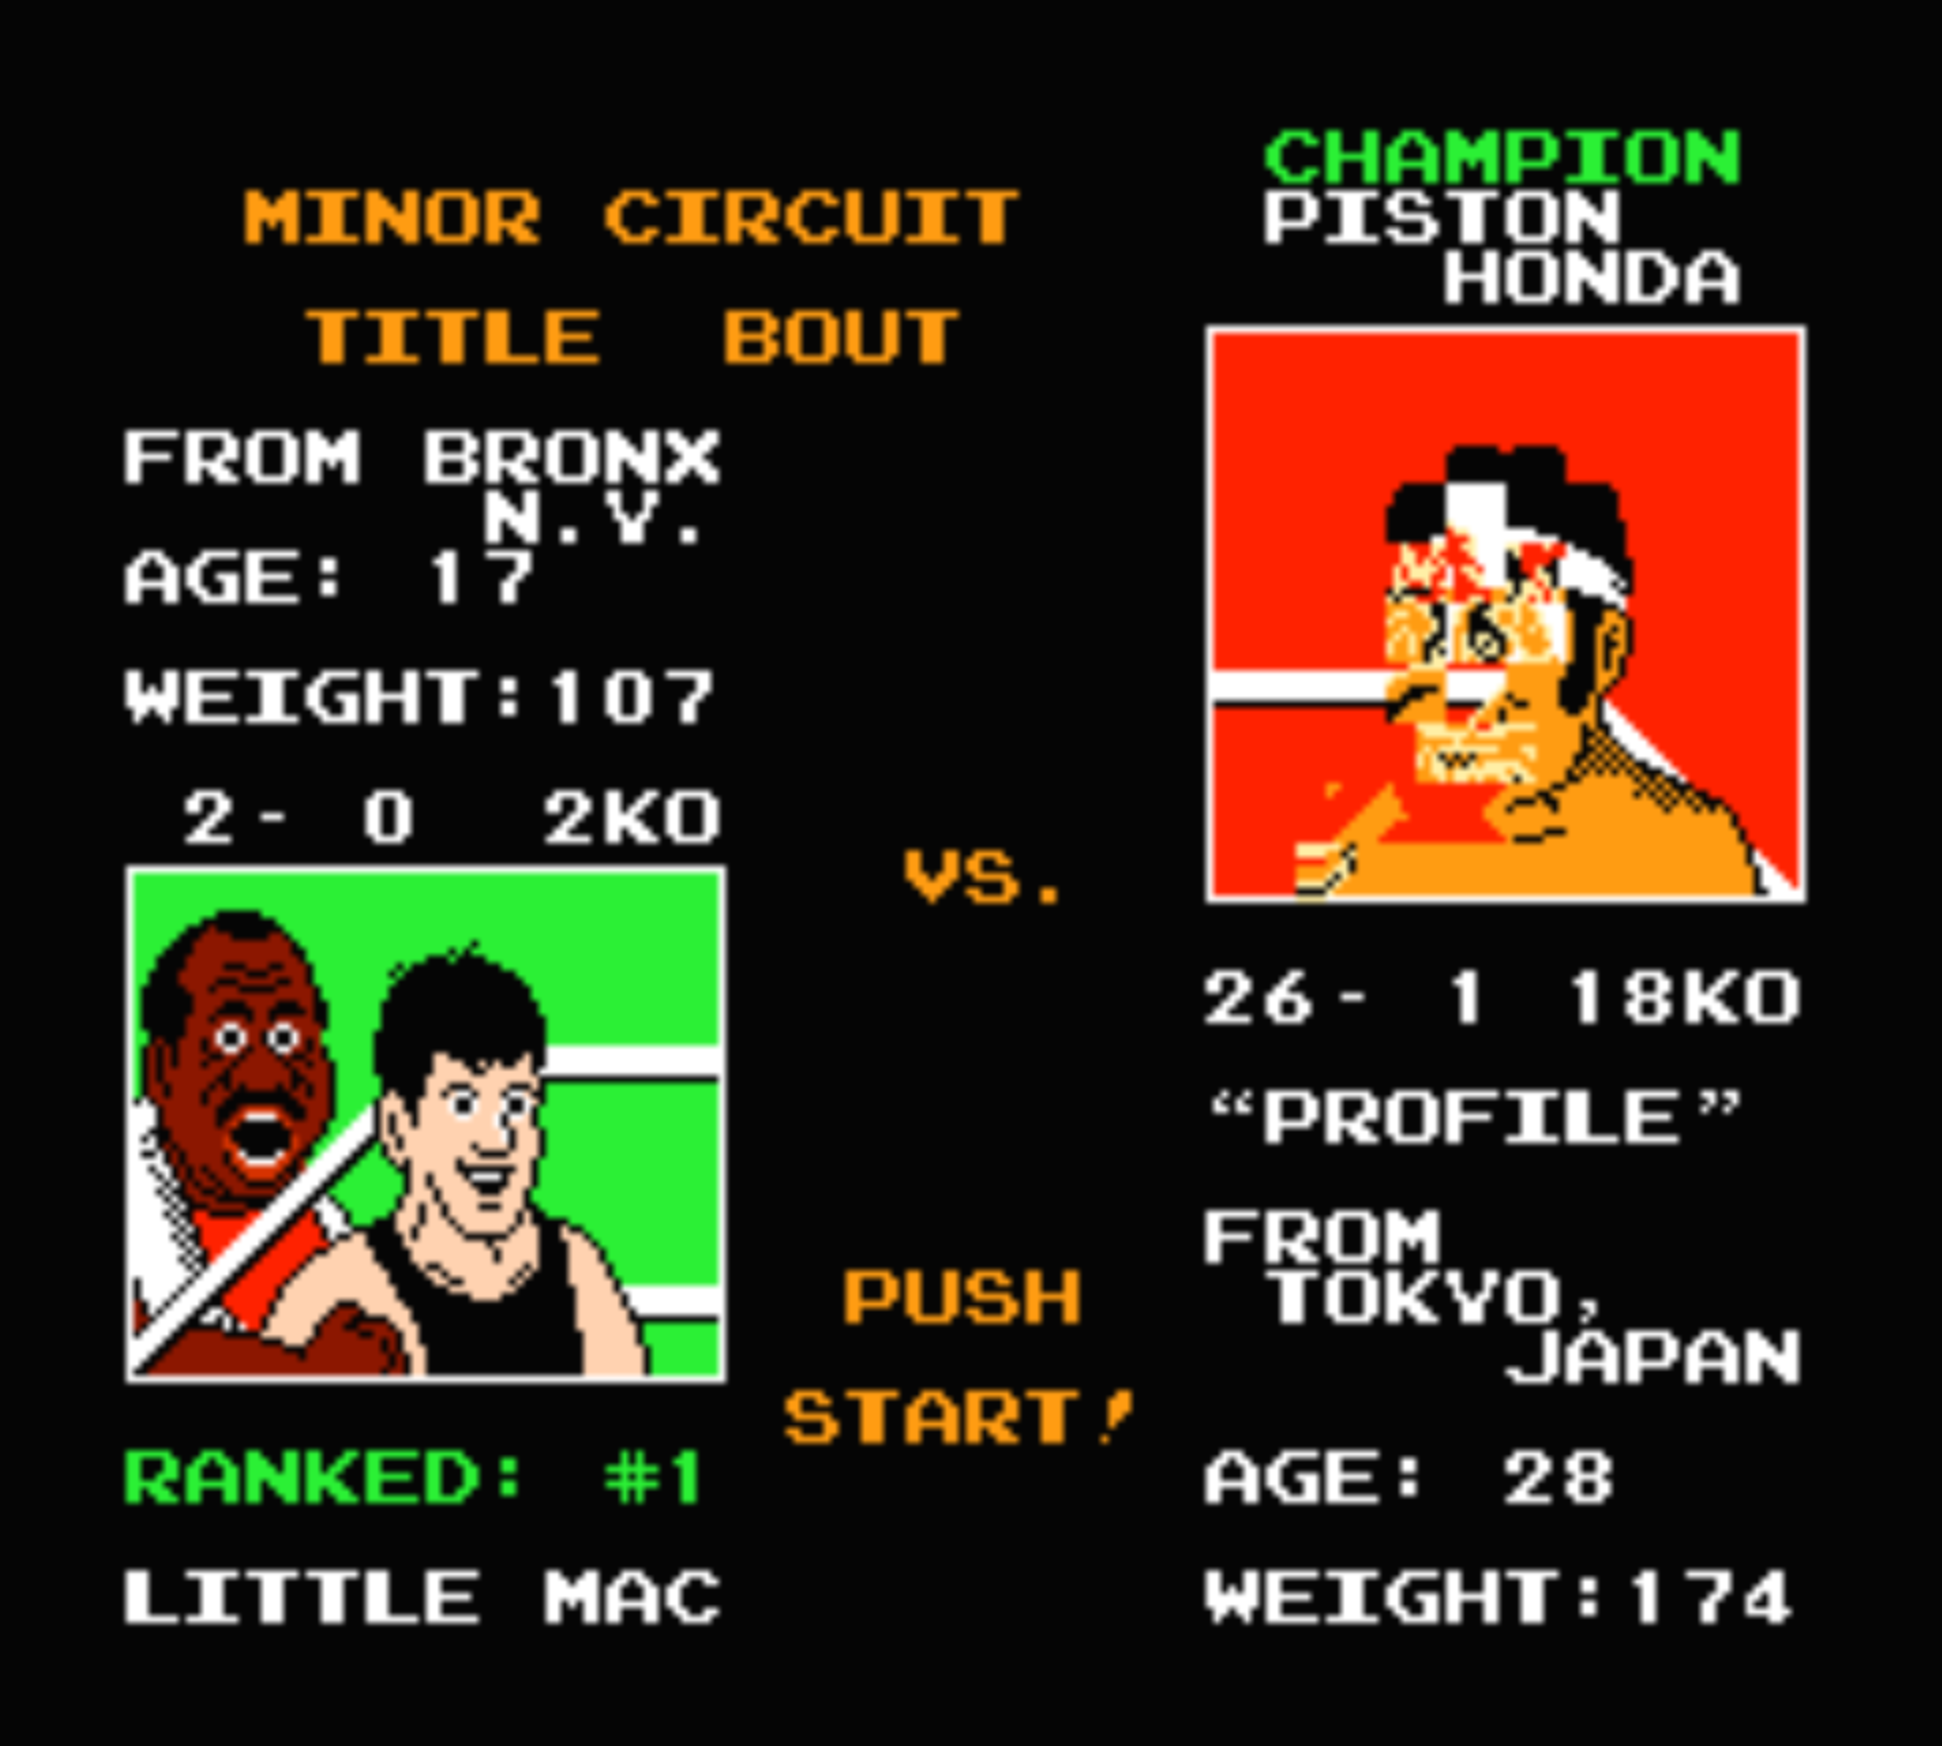 MINOR CIRCUIT
TITLE BOUT
FROM BRONX
N.Y.
AGE: 17
WEIGHT:107
2- 0 2KO
RANKED: #1
LITTLE MAC
VS.
PUSH
START!
CHAMPION
PISTON
HONDA
26- 1 18KO
“PROFILE”
FROM
TOKYO,
JAPAN
AGE: 28
WEIGHT:174